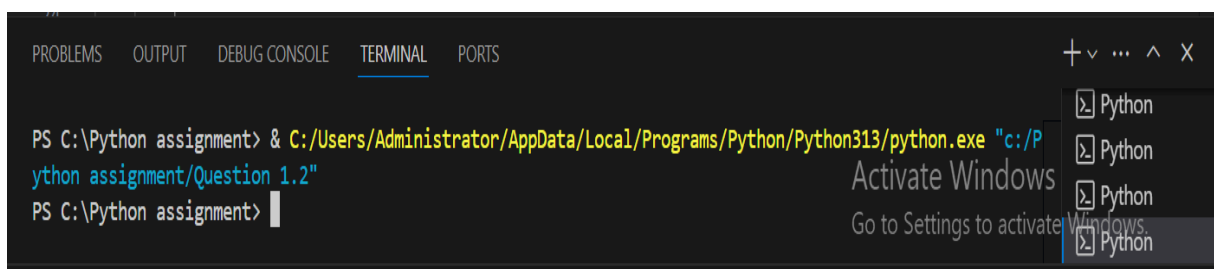 PROBLEMS OUTPUT DEBUG CONSOLE TERMINAL PORTS
Python
PS C:\Python assignment> & C:/Users/Administrator/AppData/Local/Programs/Python/Python313/python.exe "c:/P
ython assignment/Question 1.2"
Python
Activate Windows
PS C:\Python assignment>
Python
Go to Settings to activate Windows.
Python